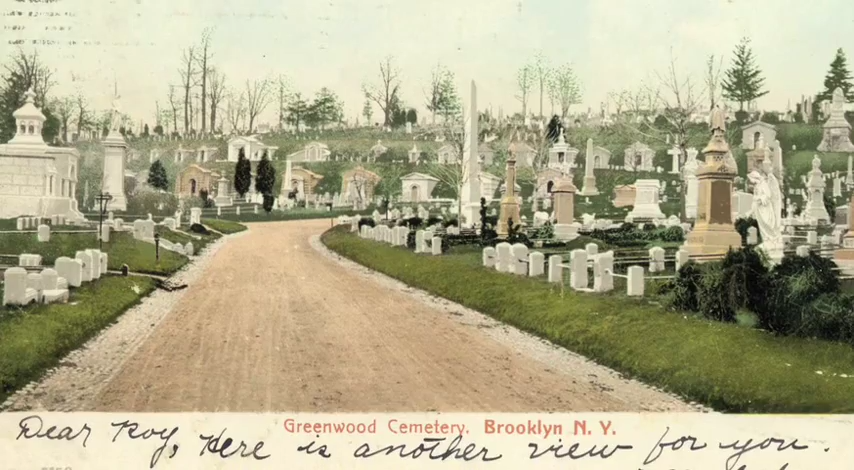 Greenwood Cemetery. Brooklyn N. Y.
Dear Roy, Here is another view for you.